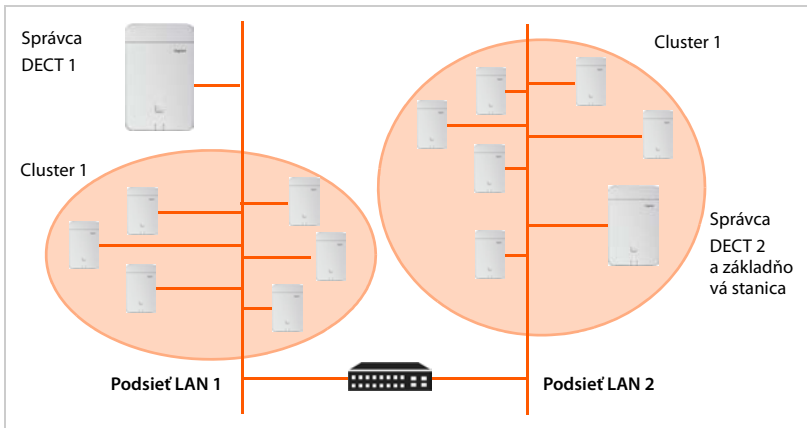 Správca
DECT 1
Cluster 1
Cluster 1
Správca
DECT 2
a základňo
vá stanica
Podsieť LAN 1
Podsieť LAN 2